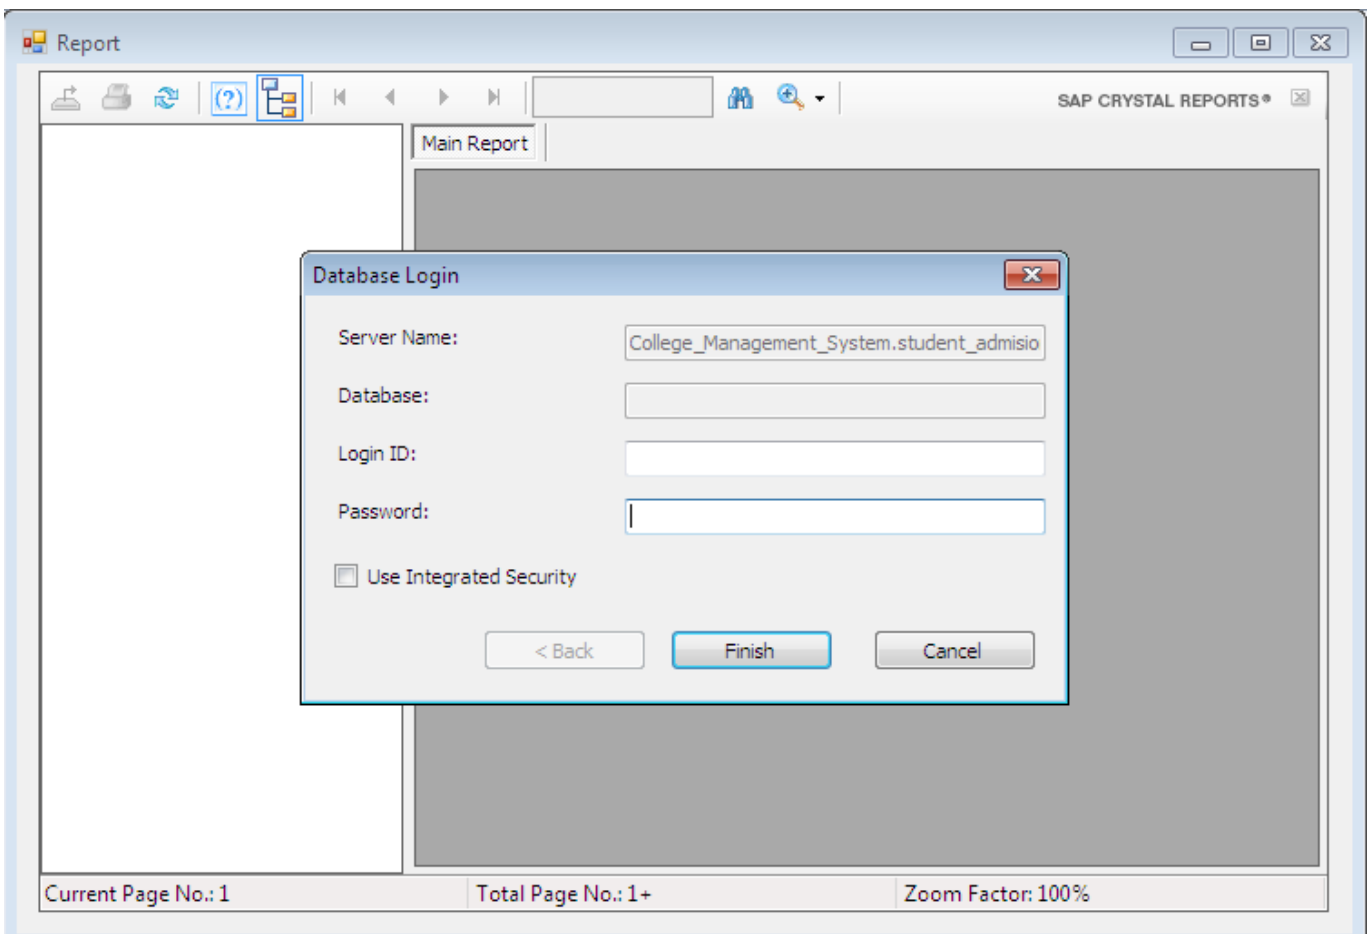 Report
SAP CRYSTAL REPORTS®
Main Report
Database Login
Server Name: College_Management_System.student_admisio
Database:
Login ID:
Password:
Use Integrated Security
< Back Finish Cancel
Current Page No.: 1 Total Page No.: 1+ Zoom Factor: 100%